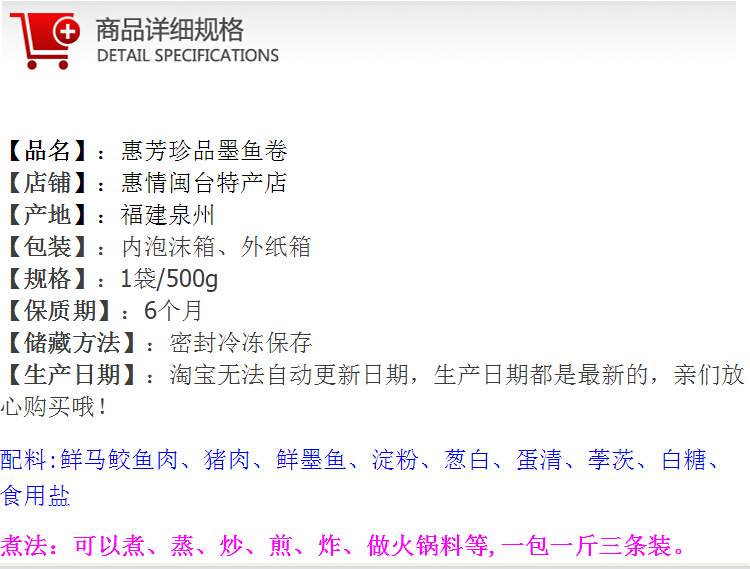 商品详细规格
DETAIL SPECIFICATIONS
【品名】：惠芳珍品墨鱼卷
【店铺】：惠情闽台特产店
【产地】：福建泉州
【包装】：内泡沫箱、外纸箱
【规格】：1袋/500g
【保质期】：6个月
【储藏方法】：密封冷冻保存
【生产日期】：淘宝无法自动更新日期，生产日期都是最新的，亲们放
心购买哦！
配料:鲜马鲛鱼肉、猪肉、鲜墨鱼、淀粉、葱白、蛋清、荸茨、白糖、
食用盐
煮法：可以煮、蒸、炒、煎、炸、做火锅料等,一包一斤三条装。